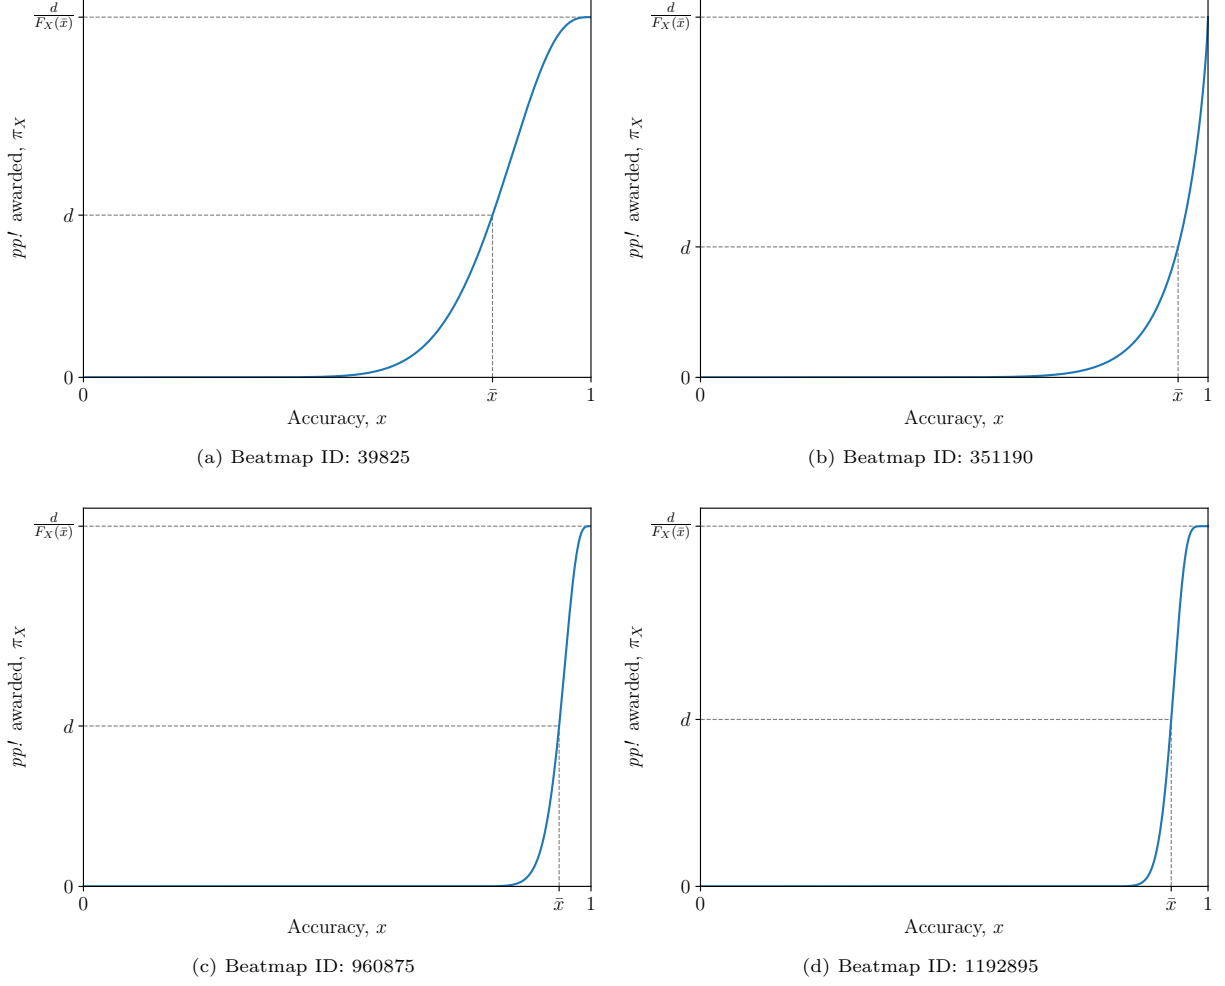 d/F_X(x̄)
d
0
0 x̄ 1
pp! awarded, π_X
Accuracy, x
(a) Beatmap ID: 39825
d/F_X(x̄)
d
0
0 x̄ 1
pp! awarded, π_X
Accuracy, x
(b) Beatmap ID: 351190
d/F_X(x̄)
d
0
0 x̄ 1
pp! awarded, π_X
Accuracy, x
(c) Beatmap ID: 960875
d/F_X(x̄)
d
0
0 x̄ 1
pp! awarded, π_X
Accuracy, x
(d) Beatmap ID: 1192895